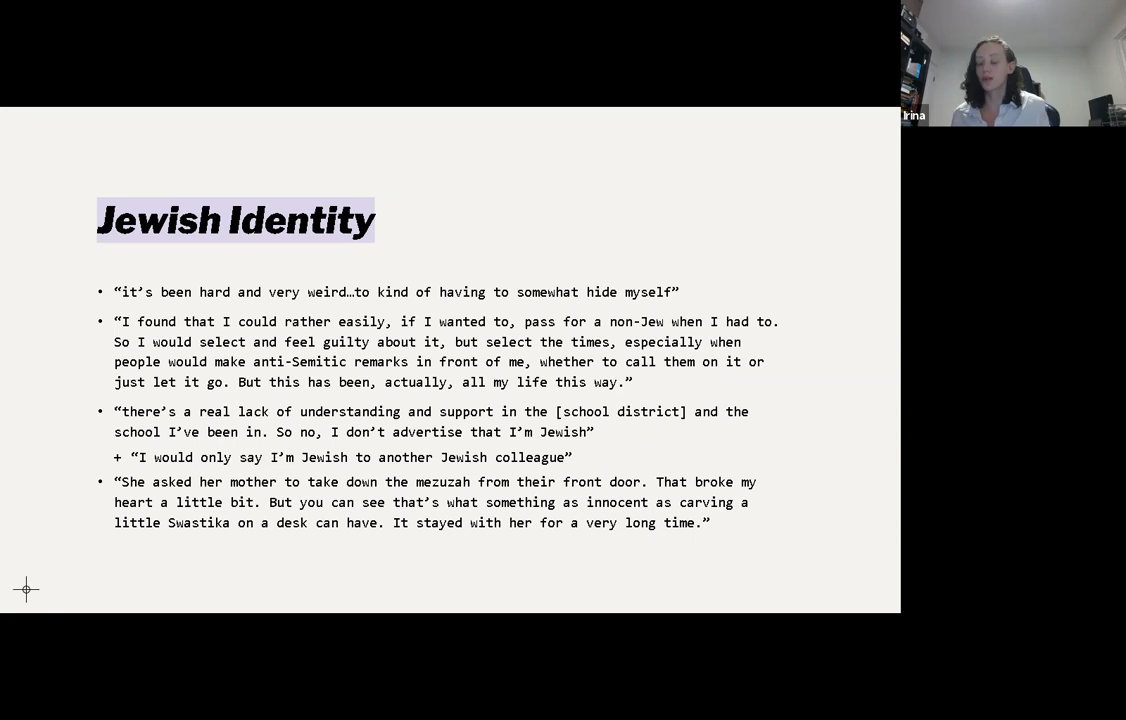 Irina
Jewish Identity
• “it’s been hard and very weird…to kind of having to somewhat hide myself”
• “I found that I could rather easily, if I wanted to, pass for a non-Jew when I had to.
So I would select and feel guilty about it, but select the times, especially when
people would make anti-Semitic remarks in front of me, whether to call them on it or
just let it go. But this has been, actually, all my life this way.”
• “there’s a real lack of understanding and support in the [school district] and the
school I’ve been in. So no, I don’t advertise that I’m Jewish”
+ “I would only say I’m Jewish to another Jewish colleague”
• “She asked her mother to take down the mezuzah from their front door. That broke my
heart a little bit. But you can see that’s what something as innocent as carving a
little Swastika on a desk can have. It stayed with her for a very long time.”